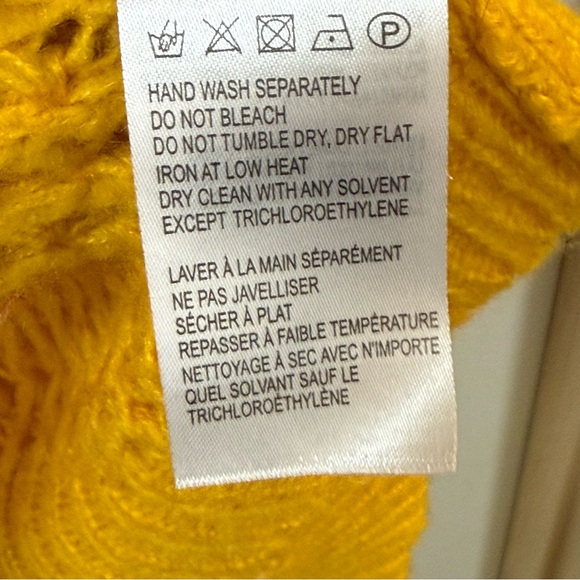 P
HAND WASH SEPARATELY
DO NOT BLEACH
DO NOT TUMBLE DRY, DRY FLAT
IRON AT LOW HEAT
DRY CLEAN WITH ANY SOLVENT
EXCEPT TRICHLOROETHYLENE
LAVER À LA MAIN SÉPARÉMENT
NE PAS JAVELLISER
SÉCHER À PLAT
REPASSER À FAIBLE TEMPÉRATURE
NETTOYAGE À SEC AVEC N'IMPORTE
QUEL SOLVANT SAUF LE
TRICHLOROÉTHYLÈNE